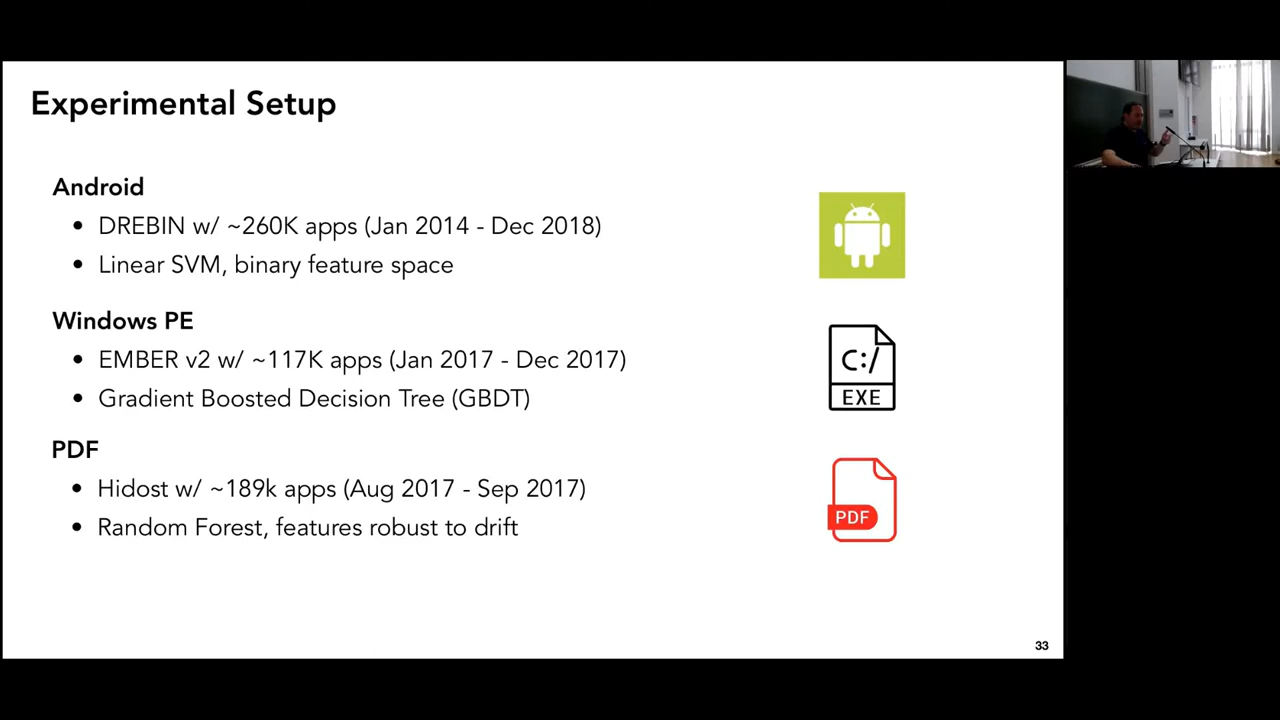 Experimental Setup
Android
• DREBIN w/ ~260K apps (Jan 2014 - Dec 2018)
• Linear SVM, binary feature space
Windows PE
• EMBER v2 w/ ~117K apps (Jan 2017 - Dec 2017)
• Gradient Boosted Decision Tree (GBDT)
C:/
EXE
PDF
• Hidost w/ ~189k apps (Aug 2017 - Sep 2017)
• Random Forest, features robust to drift
PDF
33